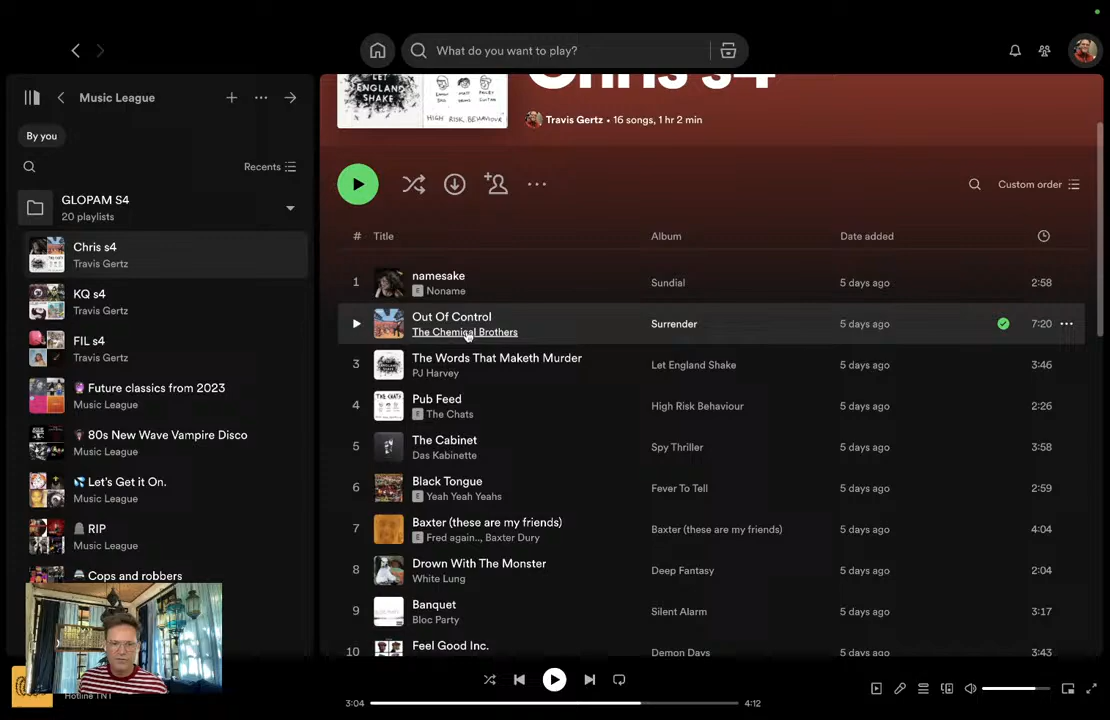 What do you want to play?
Music League
By you
Recents
GLOPAM S4
20 playlists
Chris s4
Travis Gertz
KQ s4
Travis Gertz
FIL s4
Travis Gertz
Future classics from 2023
Music League
80s New Wave Vampire Disco
Music League
Let's Get it On.
Music League
RIP
Music League
Cops and robbers
Hotline TNT
LET ENGLAND SHAKE
HIGH RISK BEHAVIOUR
Chris s4
Travis Gertz • 16 songs, 1 hr 2 min
Custom order
# Title Album Date added
1 namesake Sundial 5 days ago 2:58
E Noname
Out Of Control Surrender 5 days ago 7:20
The Chemical Brothers
3 The Words That Maketh Murder Let England Shake 5 days ago 3:46
PJ Harvey
4 Pub Feed High Risk Behaviour 5 days ago 2:26
E The Chats
5 The Cabinet Spy Thriller 5 days ago 3:58
Das Kabinette
6 Black Tongue Fever To Tell 5 days ago 2:59
E Yeah Yeah Yeahs
7 Baxter (these are my friends) Baxter (these are my friends) 5 days ago 4:04
E Fred again.., Baxter Dury
8 Drown With The Monster Deep Fantasy 5 days ago 2:04
White Lung
9 Banquet Silent Alarm 5 days ago 3:17
Bloc Party
10 Feel Good Inc. Demon Days 5 days ago 3:43
3:04 4:12